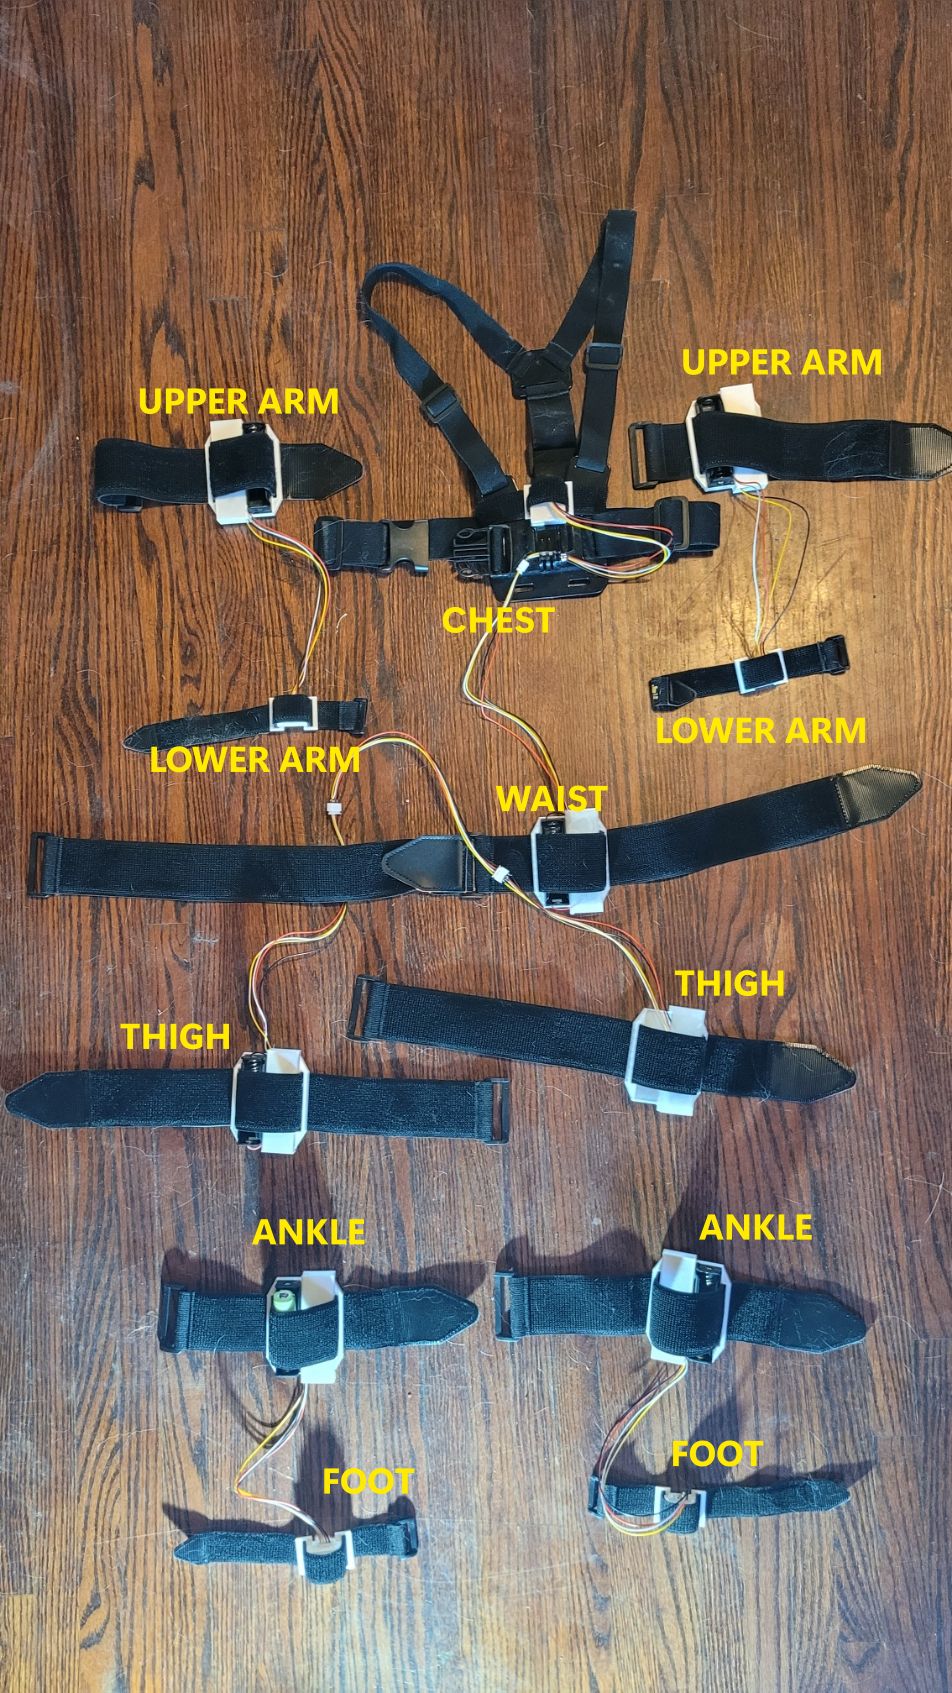 UPPER ARM
UPPER ARM
CHEST
LOWER ARM
LOWER ARM
WAIST
THIGH
THIGH
ANKLE
ANKLE
FOOT
FOOT